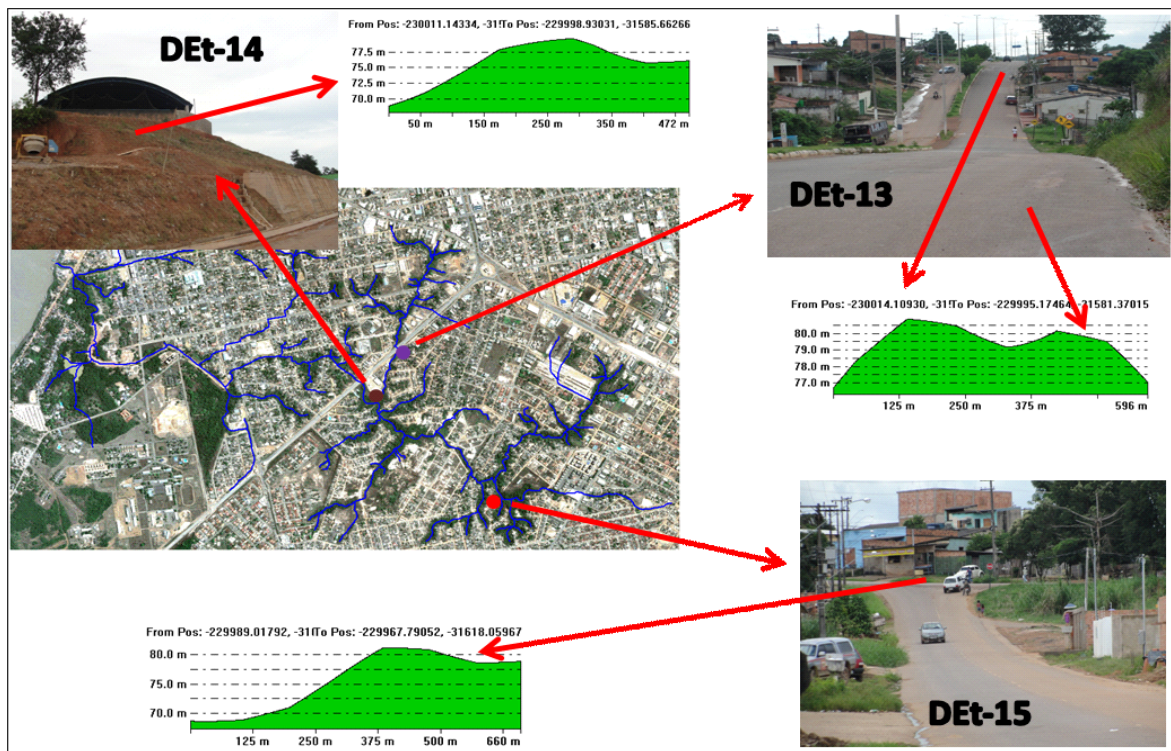 DEt-14
From Pos: -230011.14334, -31!To Pos: -229998.93031, -31585.66266
77.5 m
75.0 m
72.5 m
70.0 m
50 m 150 m 250 m 350 m 472 m
DEt-13
From Pos: -230014.10930, -31!To Pos: -229995.17464, -31581.37015
80.0 m
79.0 m
78.0 m
77.0 m
125 m 250 m 375 m 596 m
From Pos: -229989.01792, -31(To Pos: -229967.79052, -31618.05967
80.0 m
75.0 m
70.0 m
125 m 250 m 375 m 500 m 660 m
DEt-15